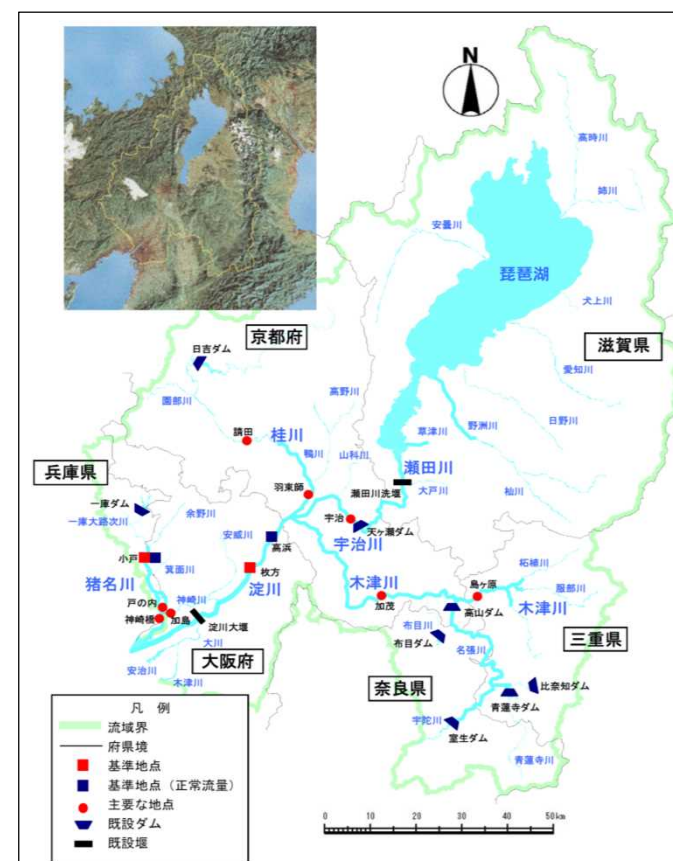 N
高時川
姉川
安曇川
琵琶湖
犬上川
京都府
滋賀県
日吉ダム
愛知川
高野川
園部川
日野川
草津川
野洲川
請田
桂川
鴨川
山科川
瀬田川
兵庫県
羽束師
瀬田川洗堰
大戸川
杣川
一庫ダム
宇治
一庫大路次川
余野川
天ヶ瀬ダム
安威川
宇治川
高浜
小戸
箕面川
枚方
木津川
島ヶ原
柘植川
猪名川
淀川
服部川
戸の内
神崎川
加茂
木津川
神崎橋
加島
高山ダム
淀川大堰
布目川
大川
布目ダム
名張川
三重県
大阪府
安治川
木津川
奈良県
比奈知ダム
青蓮寺ダム
宇陀川
室生ダム
青蓮寺川
凡 例
流域界
府県境
基準地点
基準地点（正常流量）
主要な地点
既設ダム
既設堰
0 10 20 30 40 50km